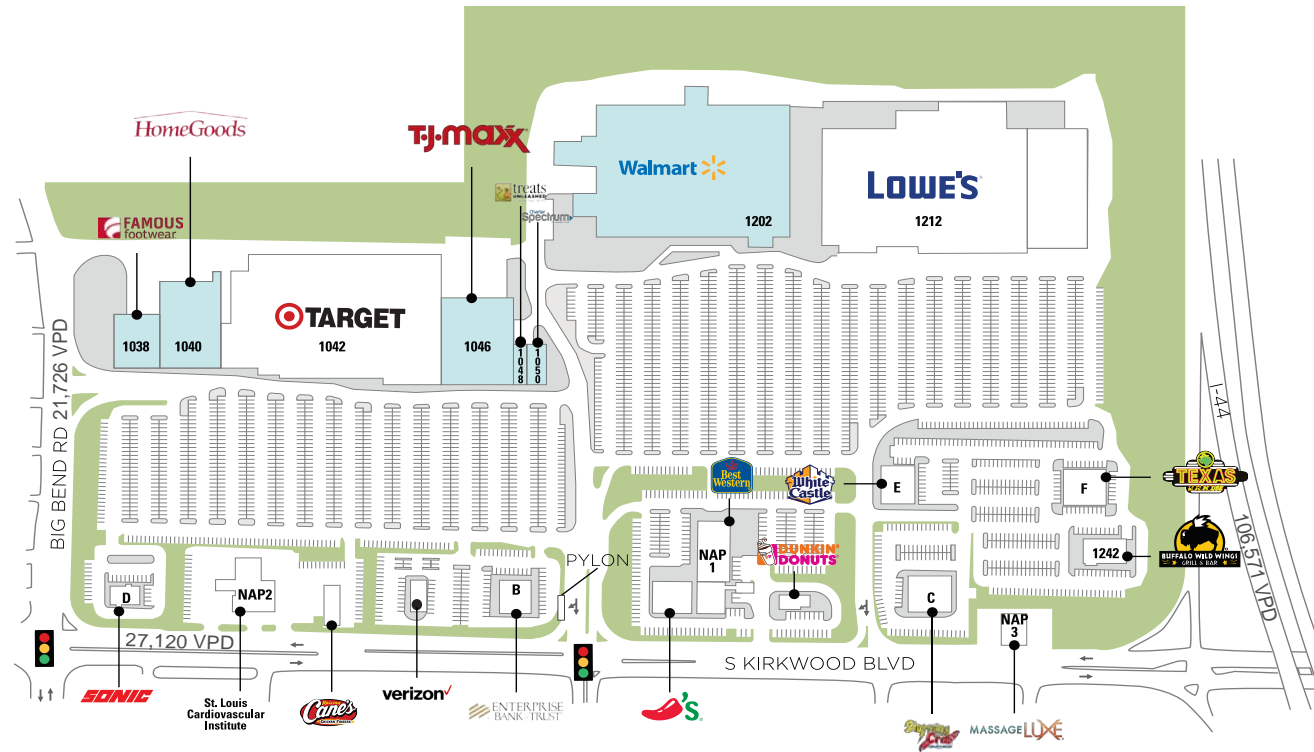 HomeGoods
T·J·maxx
treats
UNLEASHED
Charter
Spectrum
FAMOUS
footwear
Walmart
1202
LOWE'S
1212
TARGET
1038
1040
1042
1046
1048
1050
BIG BEND RD 21,726 VPD
I-44
106,571 VPD
Best
Western
White
Castle
E
F
TEXAS
NAP
1
DUNKIN'
DONUTS
1242
BUFFALO WILD WINGS
GRILL & BAR
PYLON
D
NAP2
B
C
NAP
3
27,120 VPD
S KIRKWOOD BLVD
SONIC
St. Louis
Cardiovascular
Institute
Raising
Cane's
CHICKEN FINGERS
verizon
ENTERPRISE
BANK & TRUST
'S
MASSAGE LUXE